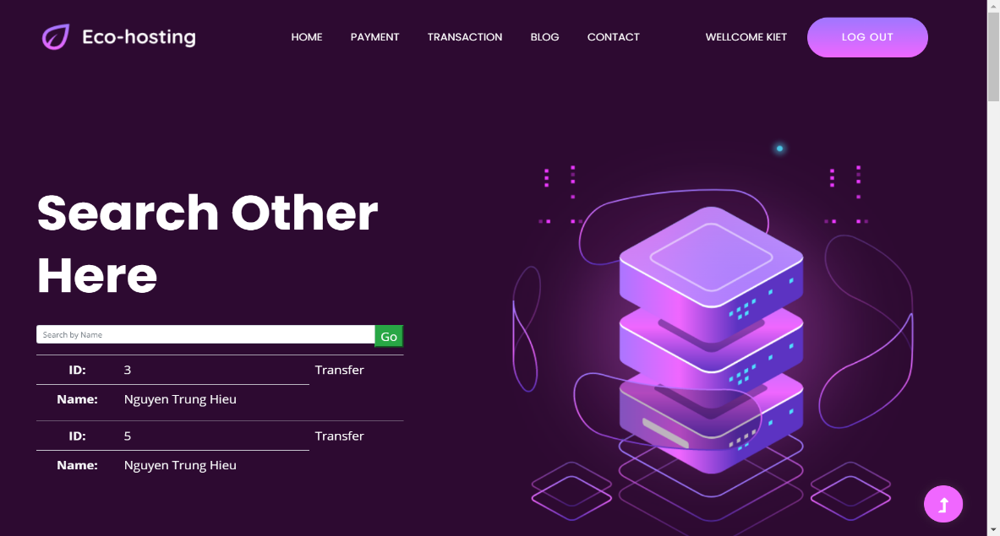 Eco-hosting
HOME PAYMENT TRANSACTION BLOG CONTACT WELLCOME KIET LOG OUT
Search Other
Here
Search by Name Go
ID: 3 Transfer
Name: Nguyen Trung Hieu
ID: 5 Transfer
Name: Nguyen Trung Hieu